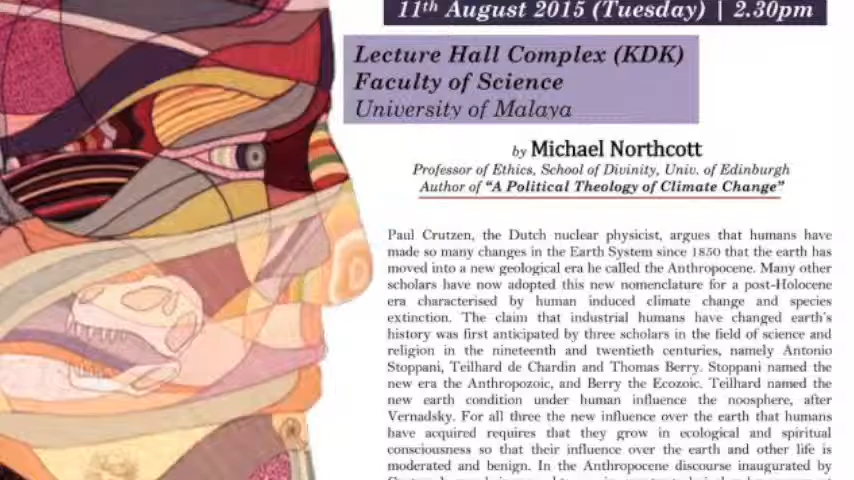 11th August 2015 (Tuesday) | 2.30pm
Lecture Hall Complex (KDK)
Faculty of Science
University of Malaya
by Michael Northcott
Professor of Ethics, School of Divinity, Univ. of Edinburgh
Author of “A Political Theology of Climate Change”
Paul Crutzen, the Dutch nuclear physicist, argues that humans have
made so many changes in the Earth System since 1850 that the earth has
moved into a new geological era he called the Anthropocene. Many other
scholars have now adopted this new nomenclature for a post-Holocene
era characterised by human induced climate change and species
extinction. The claim that industrial humans have changed earth's
history was first anticipated by three scholars in the field of science and
religion in the nineteenth and twentieth centuries, namely Antonio
Stoppani, Teilhard de Chardin and Thomas Berry. Stoppani named the
new era the Anthropozoic, and Berry the Ecozoic. Teilhard named the
new earth condition under human influence the noosphere, after
Vernadsky. For all three the new influence over the earth that humans
have acquired requires that they grow in ecological and spiritual
consciousness so that their influence over the earth and other life is
moderated and benign. In the Anthropocene discourse inaugurated by